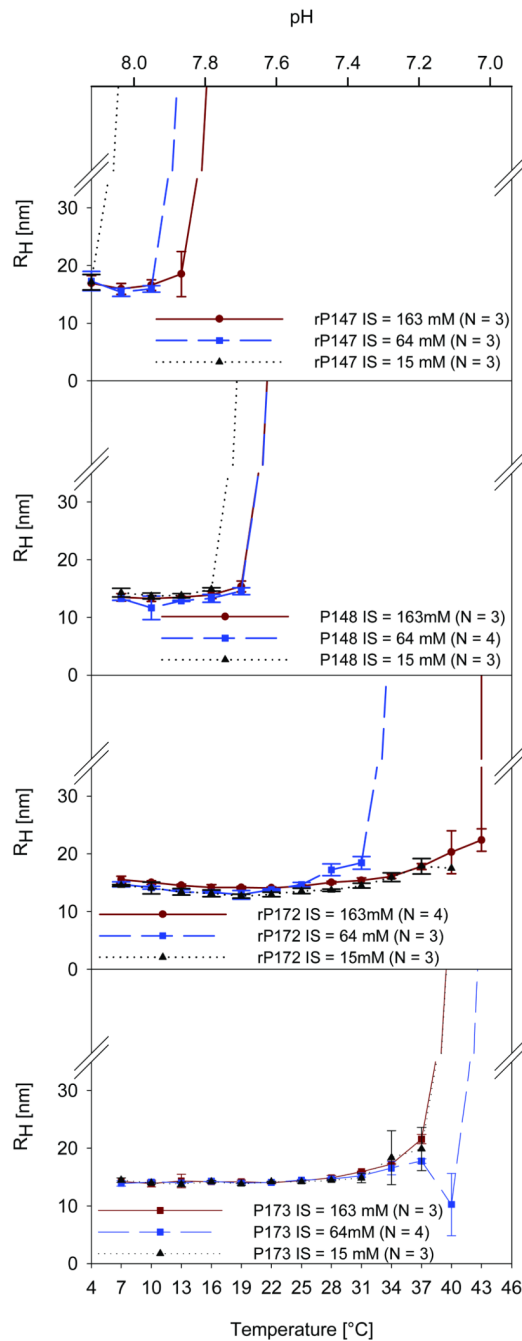 pH
8.0 7.8 7.6 7.4 7.2 7.0
RH [nm]
30
20
10
0
rP147 IS = 163 mM (N = 3)
rP147 IS = 64 mM (N = 3)
rP147 IS = 15 mM (N = 3)
RH [nm]
30
20
10
0
P148 IS = 163mM (N = 3)
P148 IS = 64 mM (N = 4)
P148 IS = 15 mM (N = 3)
RH [nm]
30
20
10
0
rP172 IS = 163mM (N = 4)
rP172 IS = 64 mM (N = 3)
rP172 IS = 15mM (N = 3)
RH [nm]
30
20
10
0
P173 IS = 163 mM (N = 3)
P173 IS = 64mM (N = 4)
P173 IS = 15 mM (N = 3)
4 7 10 13 16 19 22 25 28 31 34 37 40 43 46
Temperature [°C]